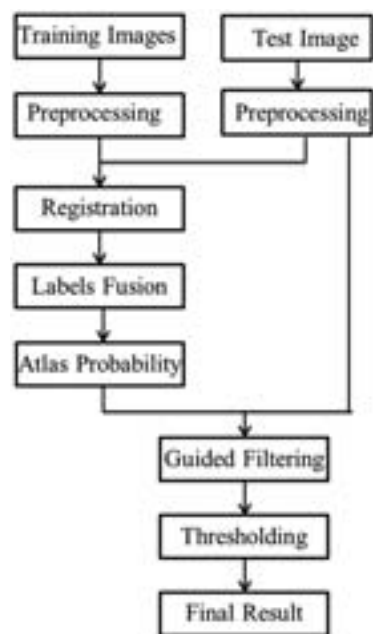 Training Images
Test Image
Preprocessing
Preprocessing
Registration
Labels Fusion
Atlas Probability
Guided Filtering
Thresholding
Final Result